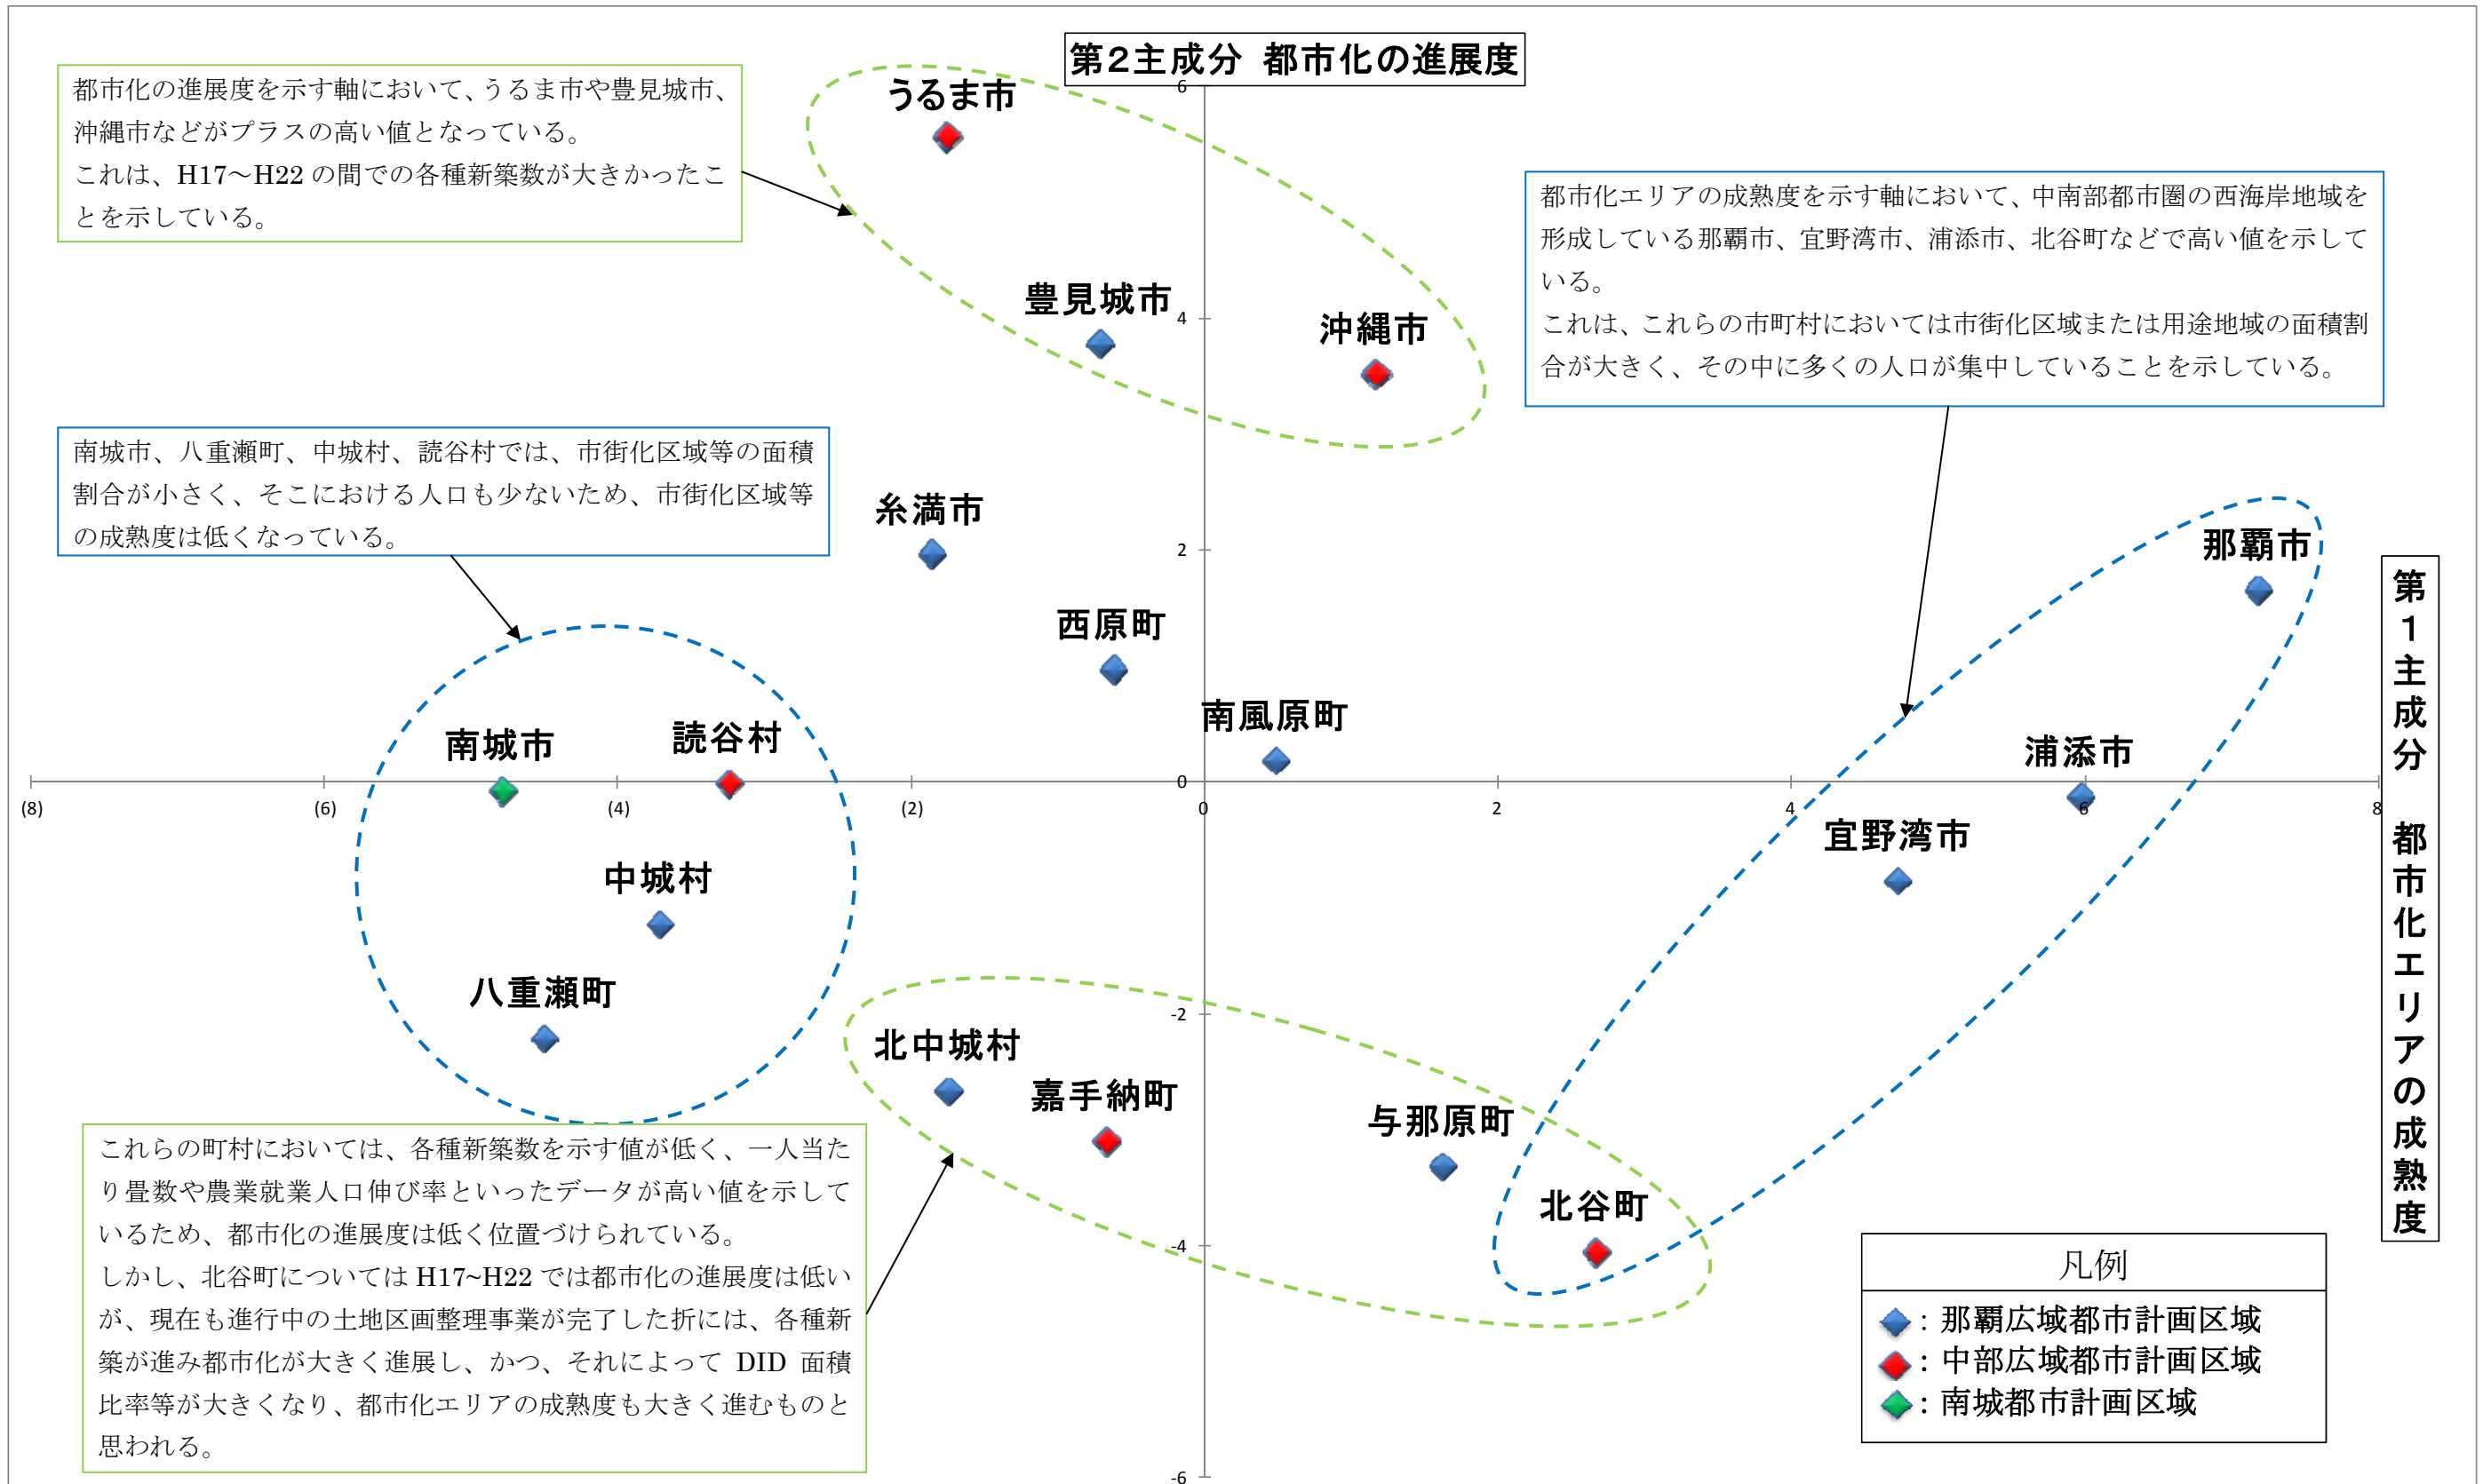 第2主成分 都市化の進展度
都市化の進展度を示す軸において、うるま市や豊見城市、
沖縄市などがプラスの高い値となっている。
これは、H17～H22 の間での各種新築数が大きかったこ
とを示している。
うるま市
6
都市化エリアの成熟度を示す軸において、中南部都市圏の西海岸地域を
形成している那覇市、宜野湾市、浦添市、北谷町などで高い値を示して
いる。
これは、これらの市町村においては市街化区域または用途地域の面積割
合が大きく、その中に多くの人口が集中していることを示している。
豊見城市
4
沖縄市
南城市、八重瀬町、中城村、読谷村では、市街化区域等の面積
割合が小さく、そこにおける人口も少ないため、市街化区域等
の成熟度は低くなっている。
糸満市
2
那覇市
西原町
南風原町
南城市
読谷村
浦添市
0
(8)
(6)
(4)
(2)
0
2
4
6
8
第1主成分 都市化エリアの成熟度
宜野湾市
中城村
八重瀬町
-2
北中城村
嘉手納町
与那原町
北谷町
-4
これらの町村においては、各種新築数を示す値が低く、一人当た
り畳数や農業就業人口伸び率といったデータが高い値を示して
いるため、都市化の進展度は低く位置づけられている。
しかし、北谷町については H17~H22 では都市化の進展度は低い
が、現在も進行中の土地区画整理事業が完了した折には、各種新
築が進み都市化が大きく進展し、かつ、それによって DID 面積
比率等が大きくなり、都市化エリアの成熟度も大きく進むものと
思われる。
凡例
：那覇広域都市計画区域
：中部広域都市計画区域
：南城都市計画区域
-6